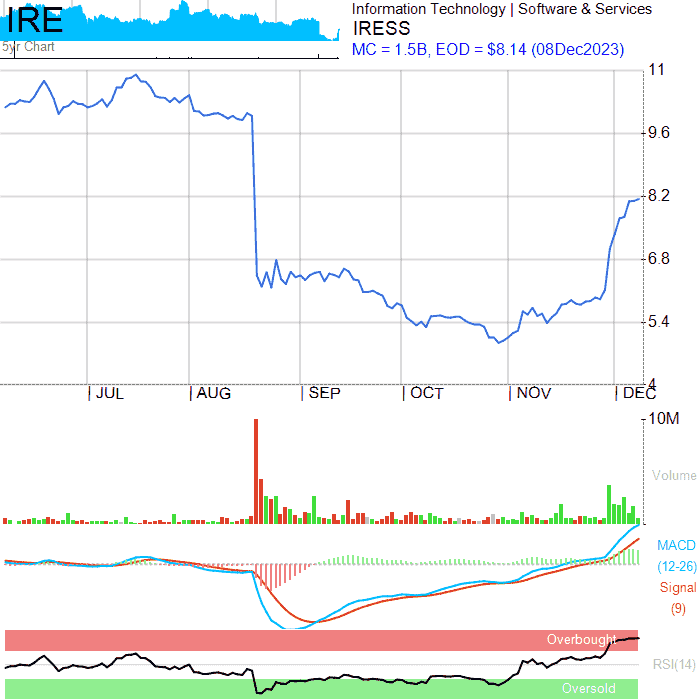 IRE
5yr Chart
Information Technology | Software & Services
IRESS
MC = 1.5B, EOD = $8.14 (08Dec2023)
11
9.6
8.2
6.8
5.4
4
JUL
AUG
SEP
OCT
NOV
DEC
10M
Volume
MACD
(12-26)
Signal
(9)
Overbought
RSI(14)
Oversold